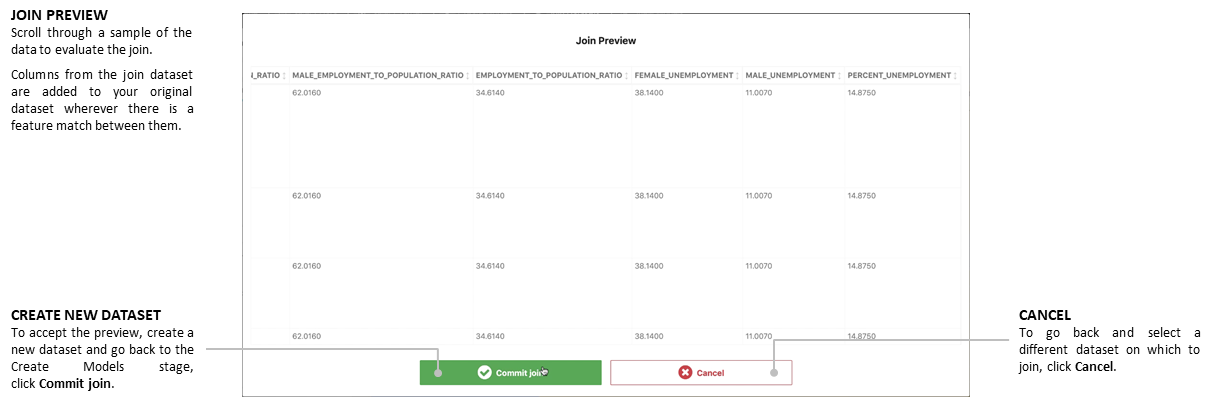 JOIN PREVIEW
Scroll through a sample of the
data to evaluate the join.
Columns from the join dataset
are added to your original
dataset wherever there is a
feature match between them.
Join Preview
_RATIO MALE_EMPLOYMENT_TO_POPULATION_RATIO EMPLOYMENT_TO_POPULATION_RATIO FEMALE_UNEMPLOYMENT MALE_UNEMPLOYMENT PERCENT_UNEMPLOYMENT
62.0160 34.6140 38.1400 11.0070 14.8750
62.0160 34.6140 38.1400 11.0070 14.8750
62.0160 34.6140 38.1400 11.0070 14.8750
62.0160 34.6140 38.1400 11.0070 14.8750
Commit join
Cancel
CREATE NEW DATASET
To accept the preview, create a
new dataset and go back to the
Create Models stage,
click Commit join.
CANCEL
To go back and select a
different dataset on which to
join, click Cancel.